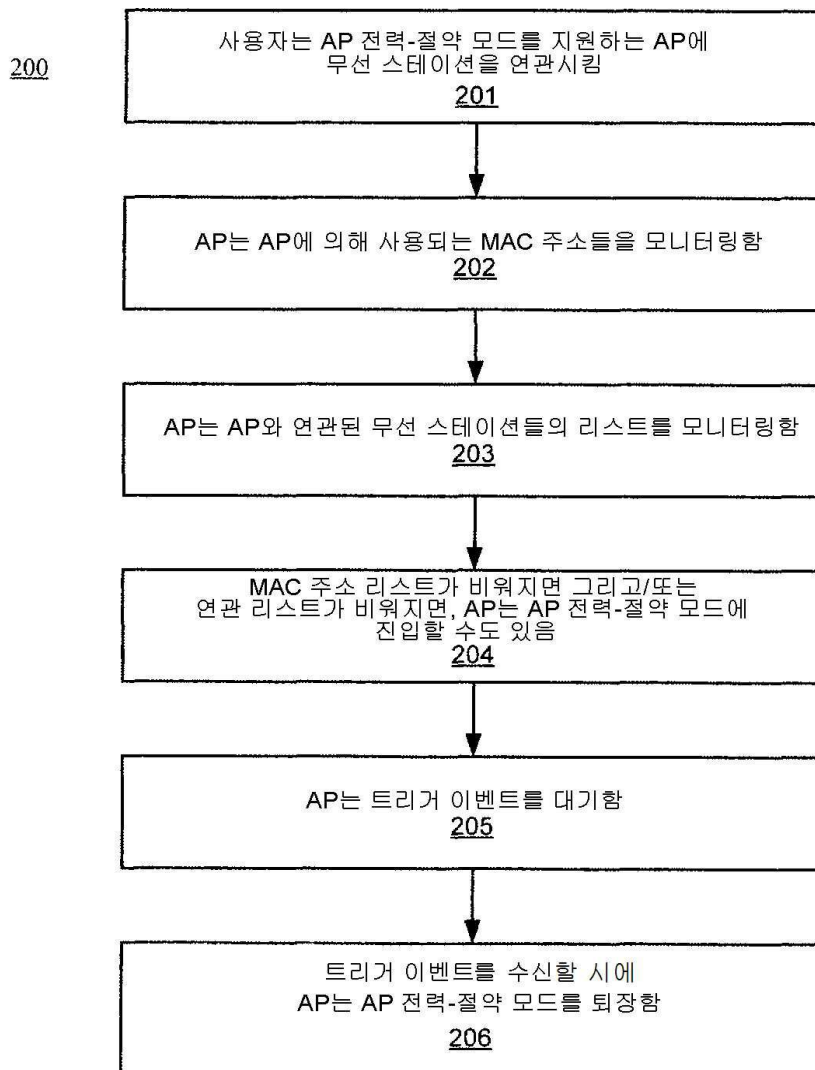 200
사용자는 AP 전력-절약 모드를 지원하는 AP에
무선 스테이션을 연관시킴
201
AP는 AP에 의해 사용되는 MAC 주소들을 모니터링함
202
AP는 AP와 연관된 무선 스테이션들의 리스트를 모니터링함
203
MAC 주소 리스트가 비워지면 그리고/또는
연관 리스트가 비워지면, AP는 AP 전력-절약 모드에
진입할 수도 있음
204
AP는 트리거 이벤트를 대기함
205
트리거 이벤트를 수신할 시에
AP는 AP 전력-절약 모드를 퇴장함
206